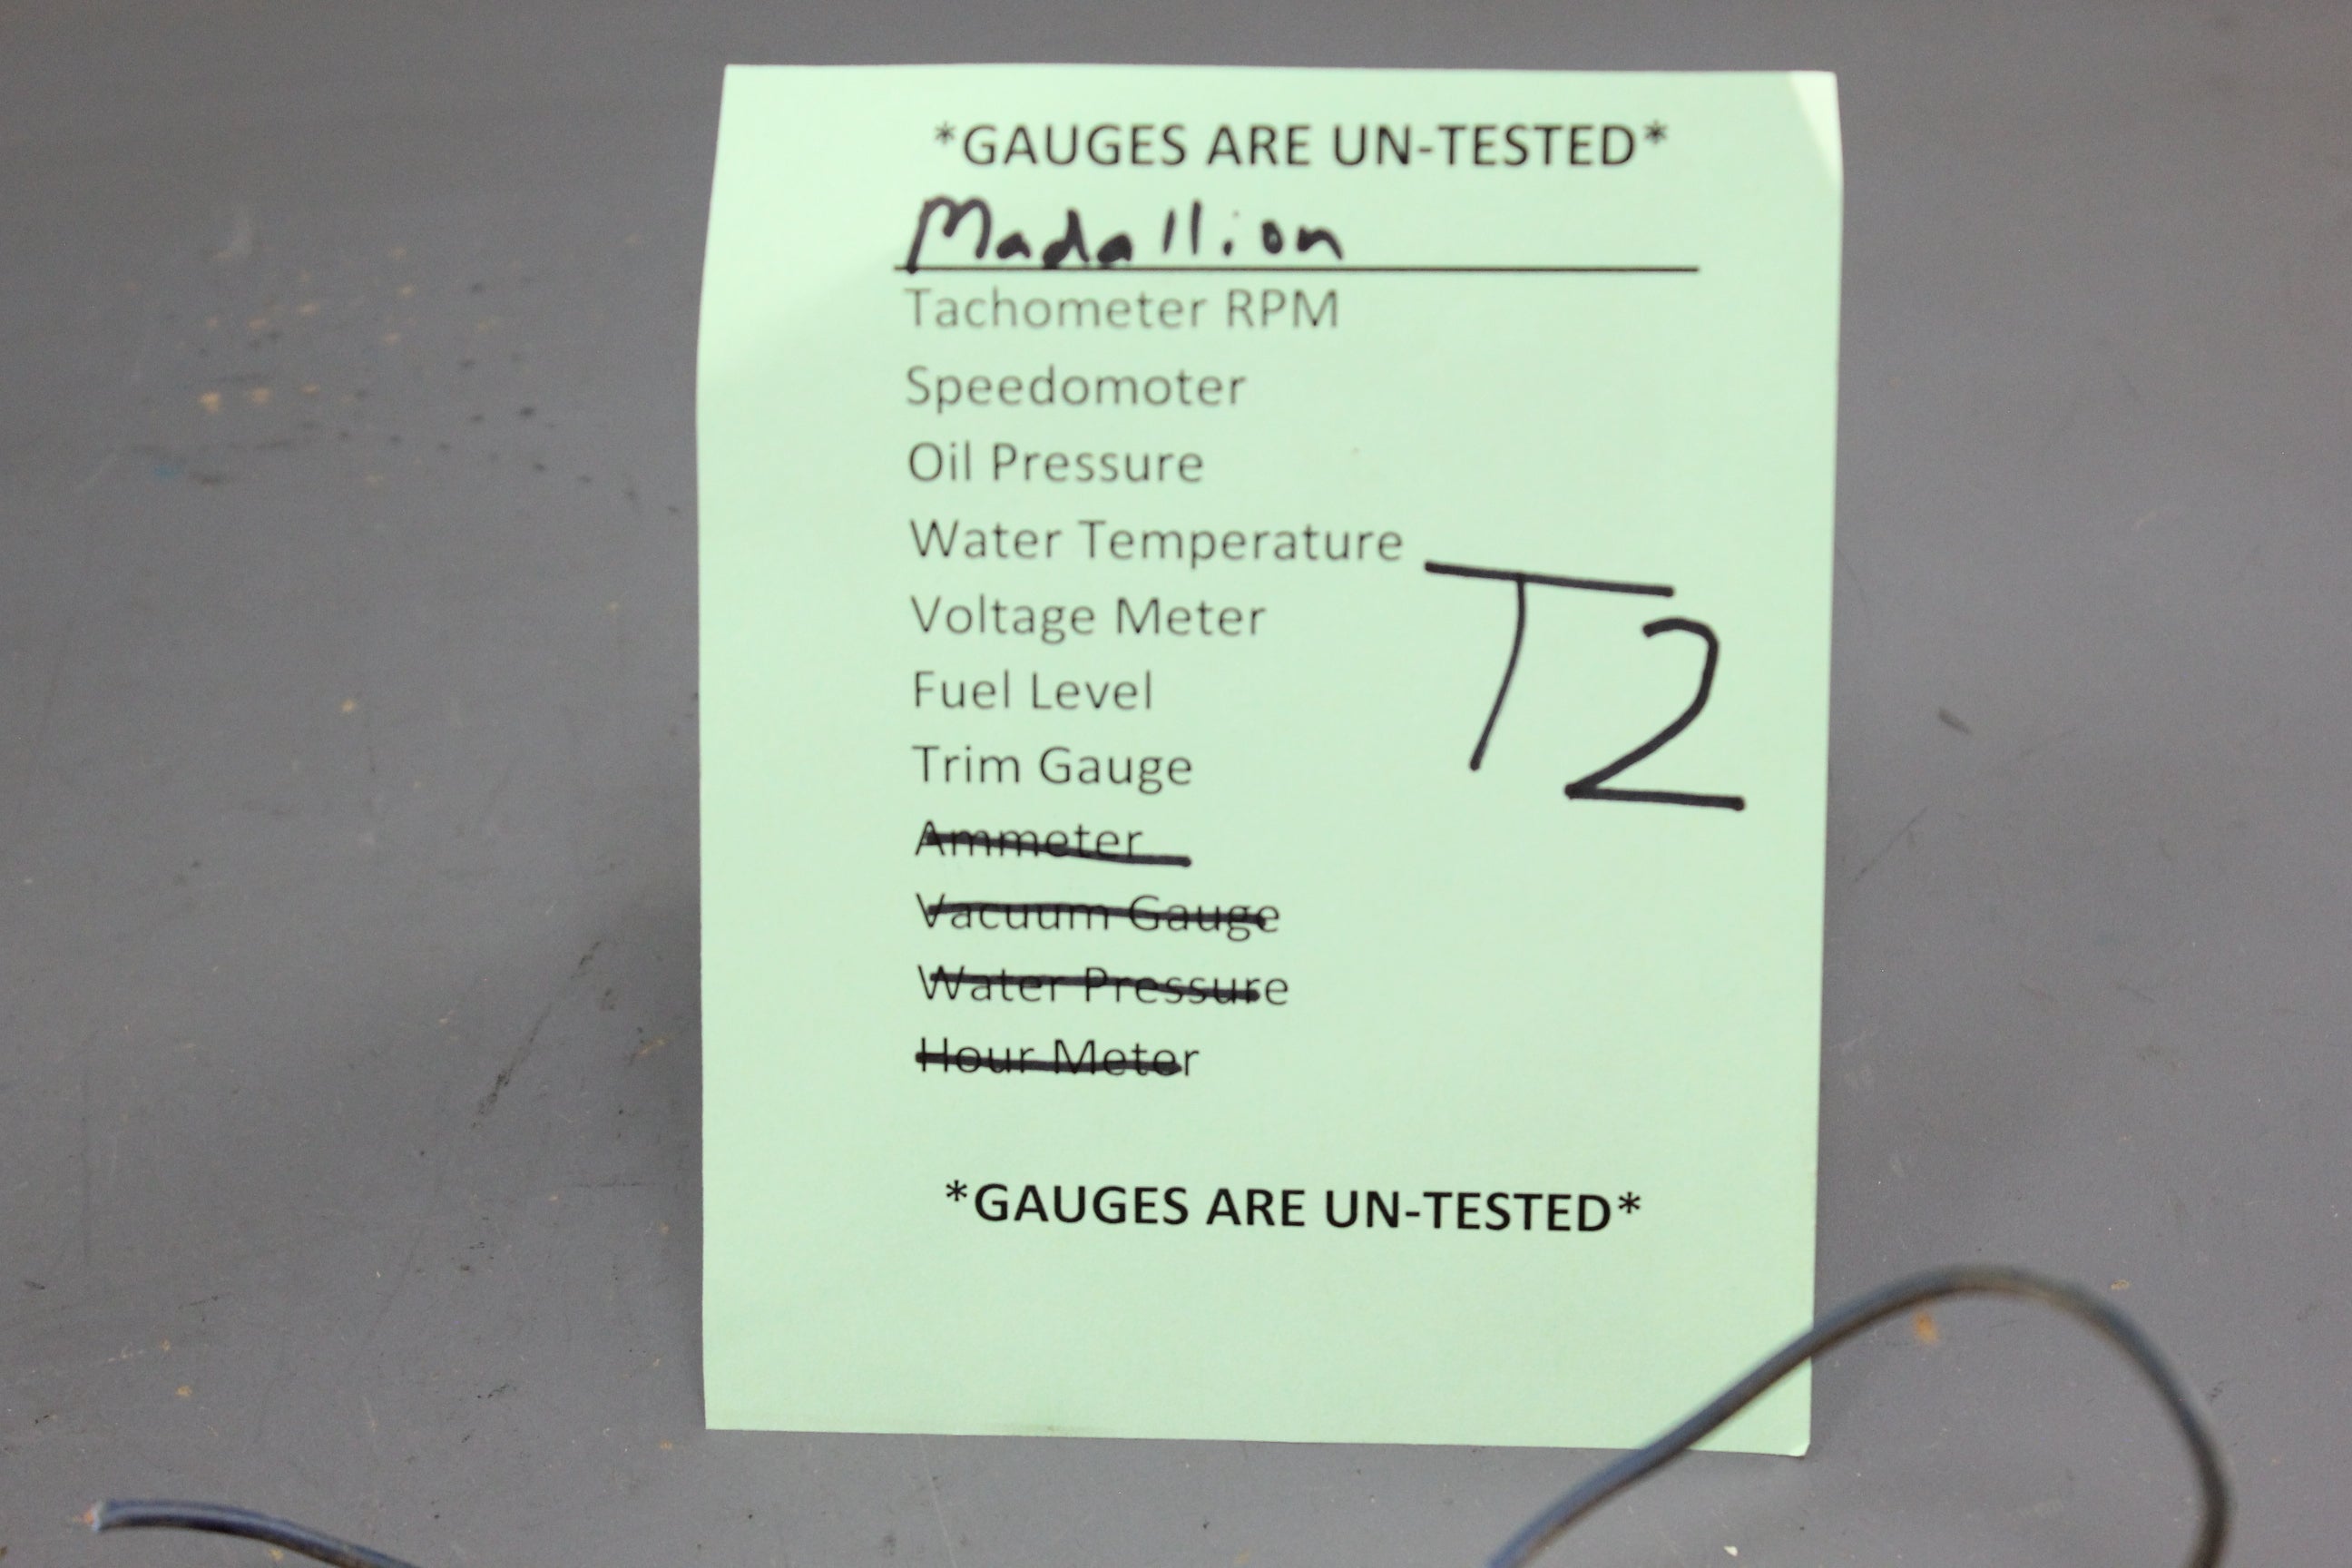 *GAUGES ARE UN-TESTED*
Madallion
Tachometer RPM
Speedomoter
Oil Pressure
Water Temperature
T2
Voltage Meter
Fuel Level
Trim Gauge
Ammeter
Vacuum Gauge
Water Pressure
Hour Meter
*GAUGES ARE UN-TESTED*